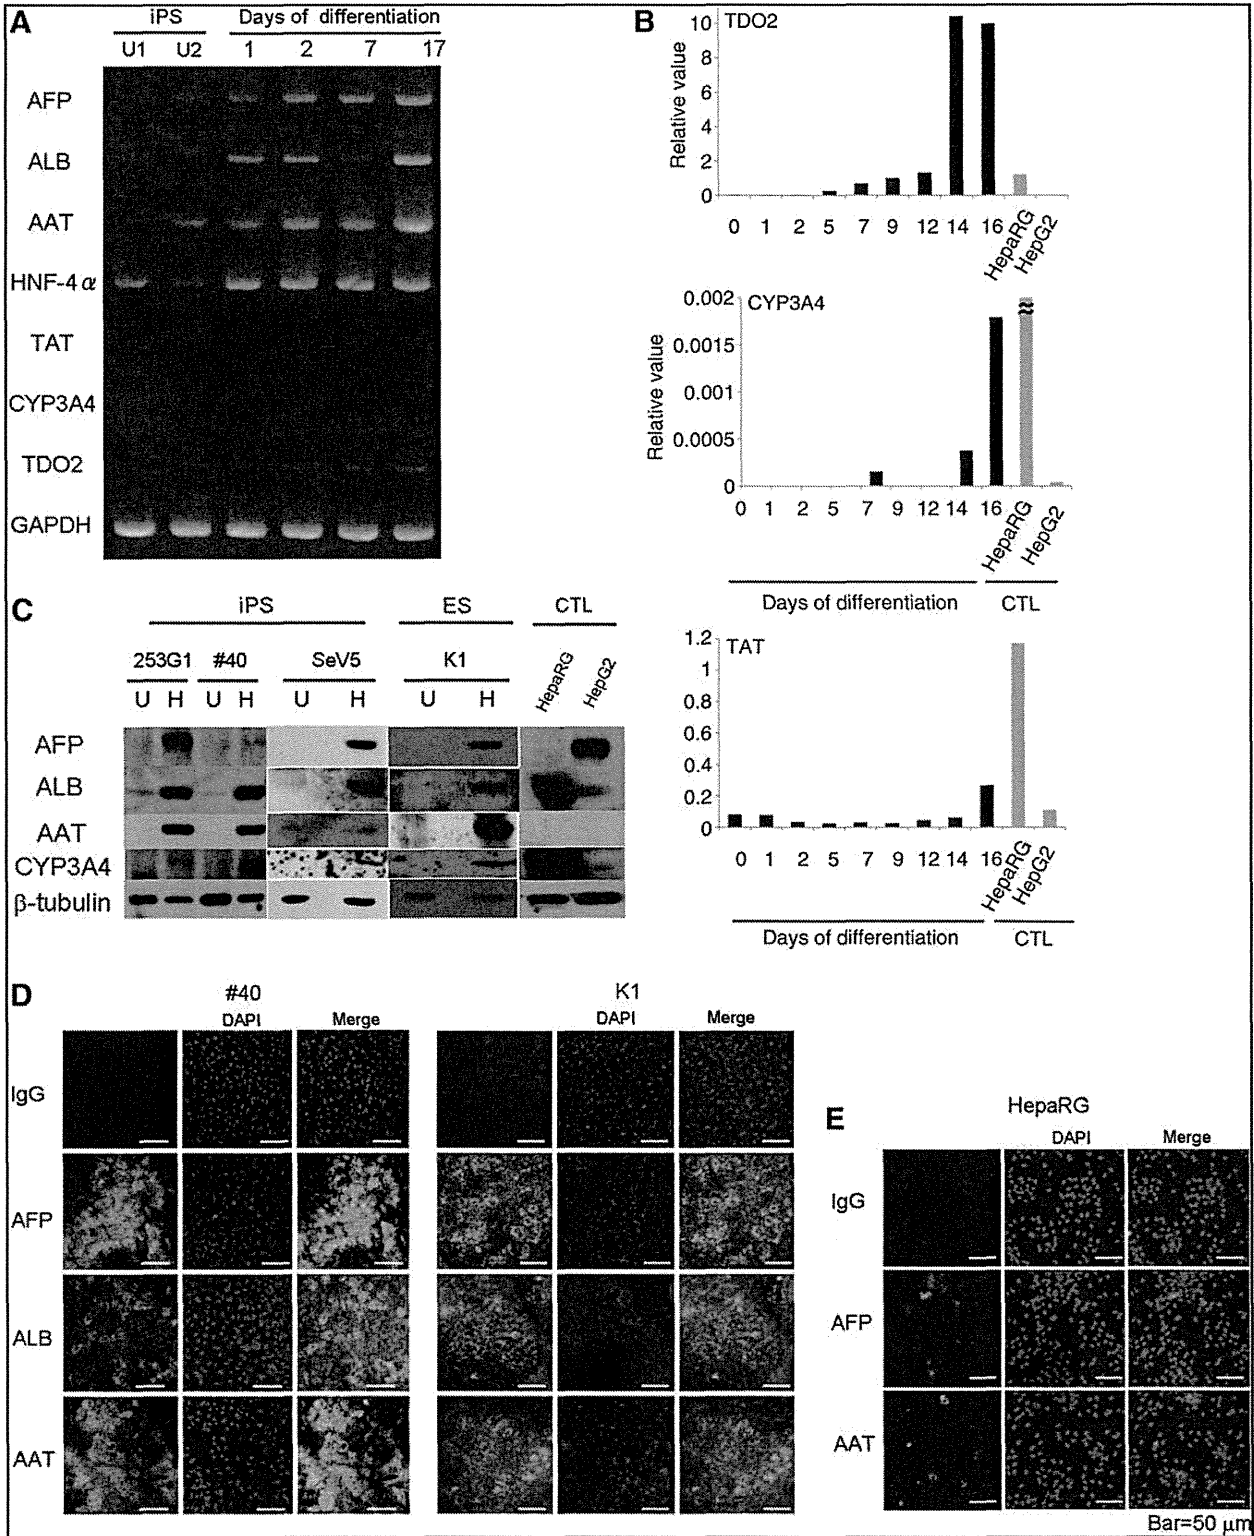 A
iPS Days of differentiation
U1 U2 1 2 7 17
AFP
ALB
AAT
HNF-4α
TAT
CYP3A4
TDO2
GAPDH
B
TDO2
Relative value
10
8
6
4
2
0
0 1 2 5 7 9 12 14 16 HepaRG HepG2
CYP3A4
Relative value
0.002
0.0015
0.001
0.0005
0
0 1 2 5 7 9 12 14 16 HepaRG HepG2
Days of differentiation CTL
TAT
1.2
1
0.8
0.6
0.4
0.2
0
0 1 2 5 7 9 12 14 16 HepaRG HepG2
Days of differentiation CTL
C
iPS ES CTL
253G1 #40 SeV5 K1 HepaRG HepG2
U H U H U H U H
AFP
ALB
AAT
CYP3A4
β-tubulin
D
#40 K1
DAPI Merge DAPI Merge
IgG
AFP
ALB
AAT
E
HepaRG
DAPI Merge
IgG
AFP
AAT
Bar=50 μm